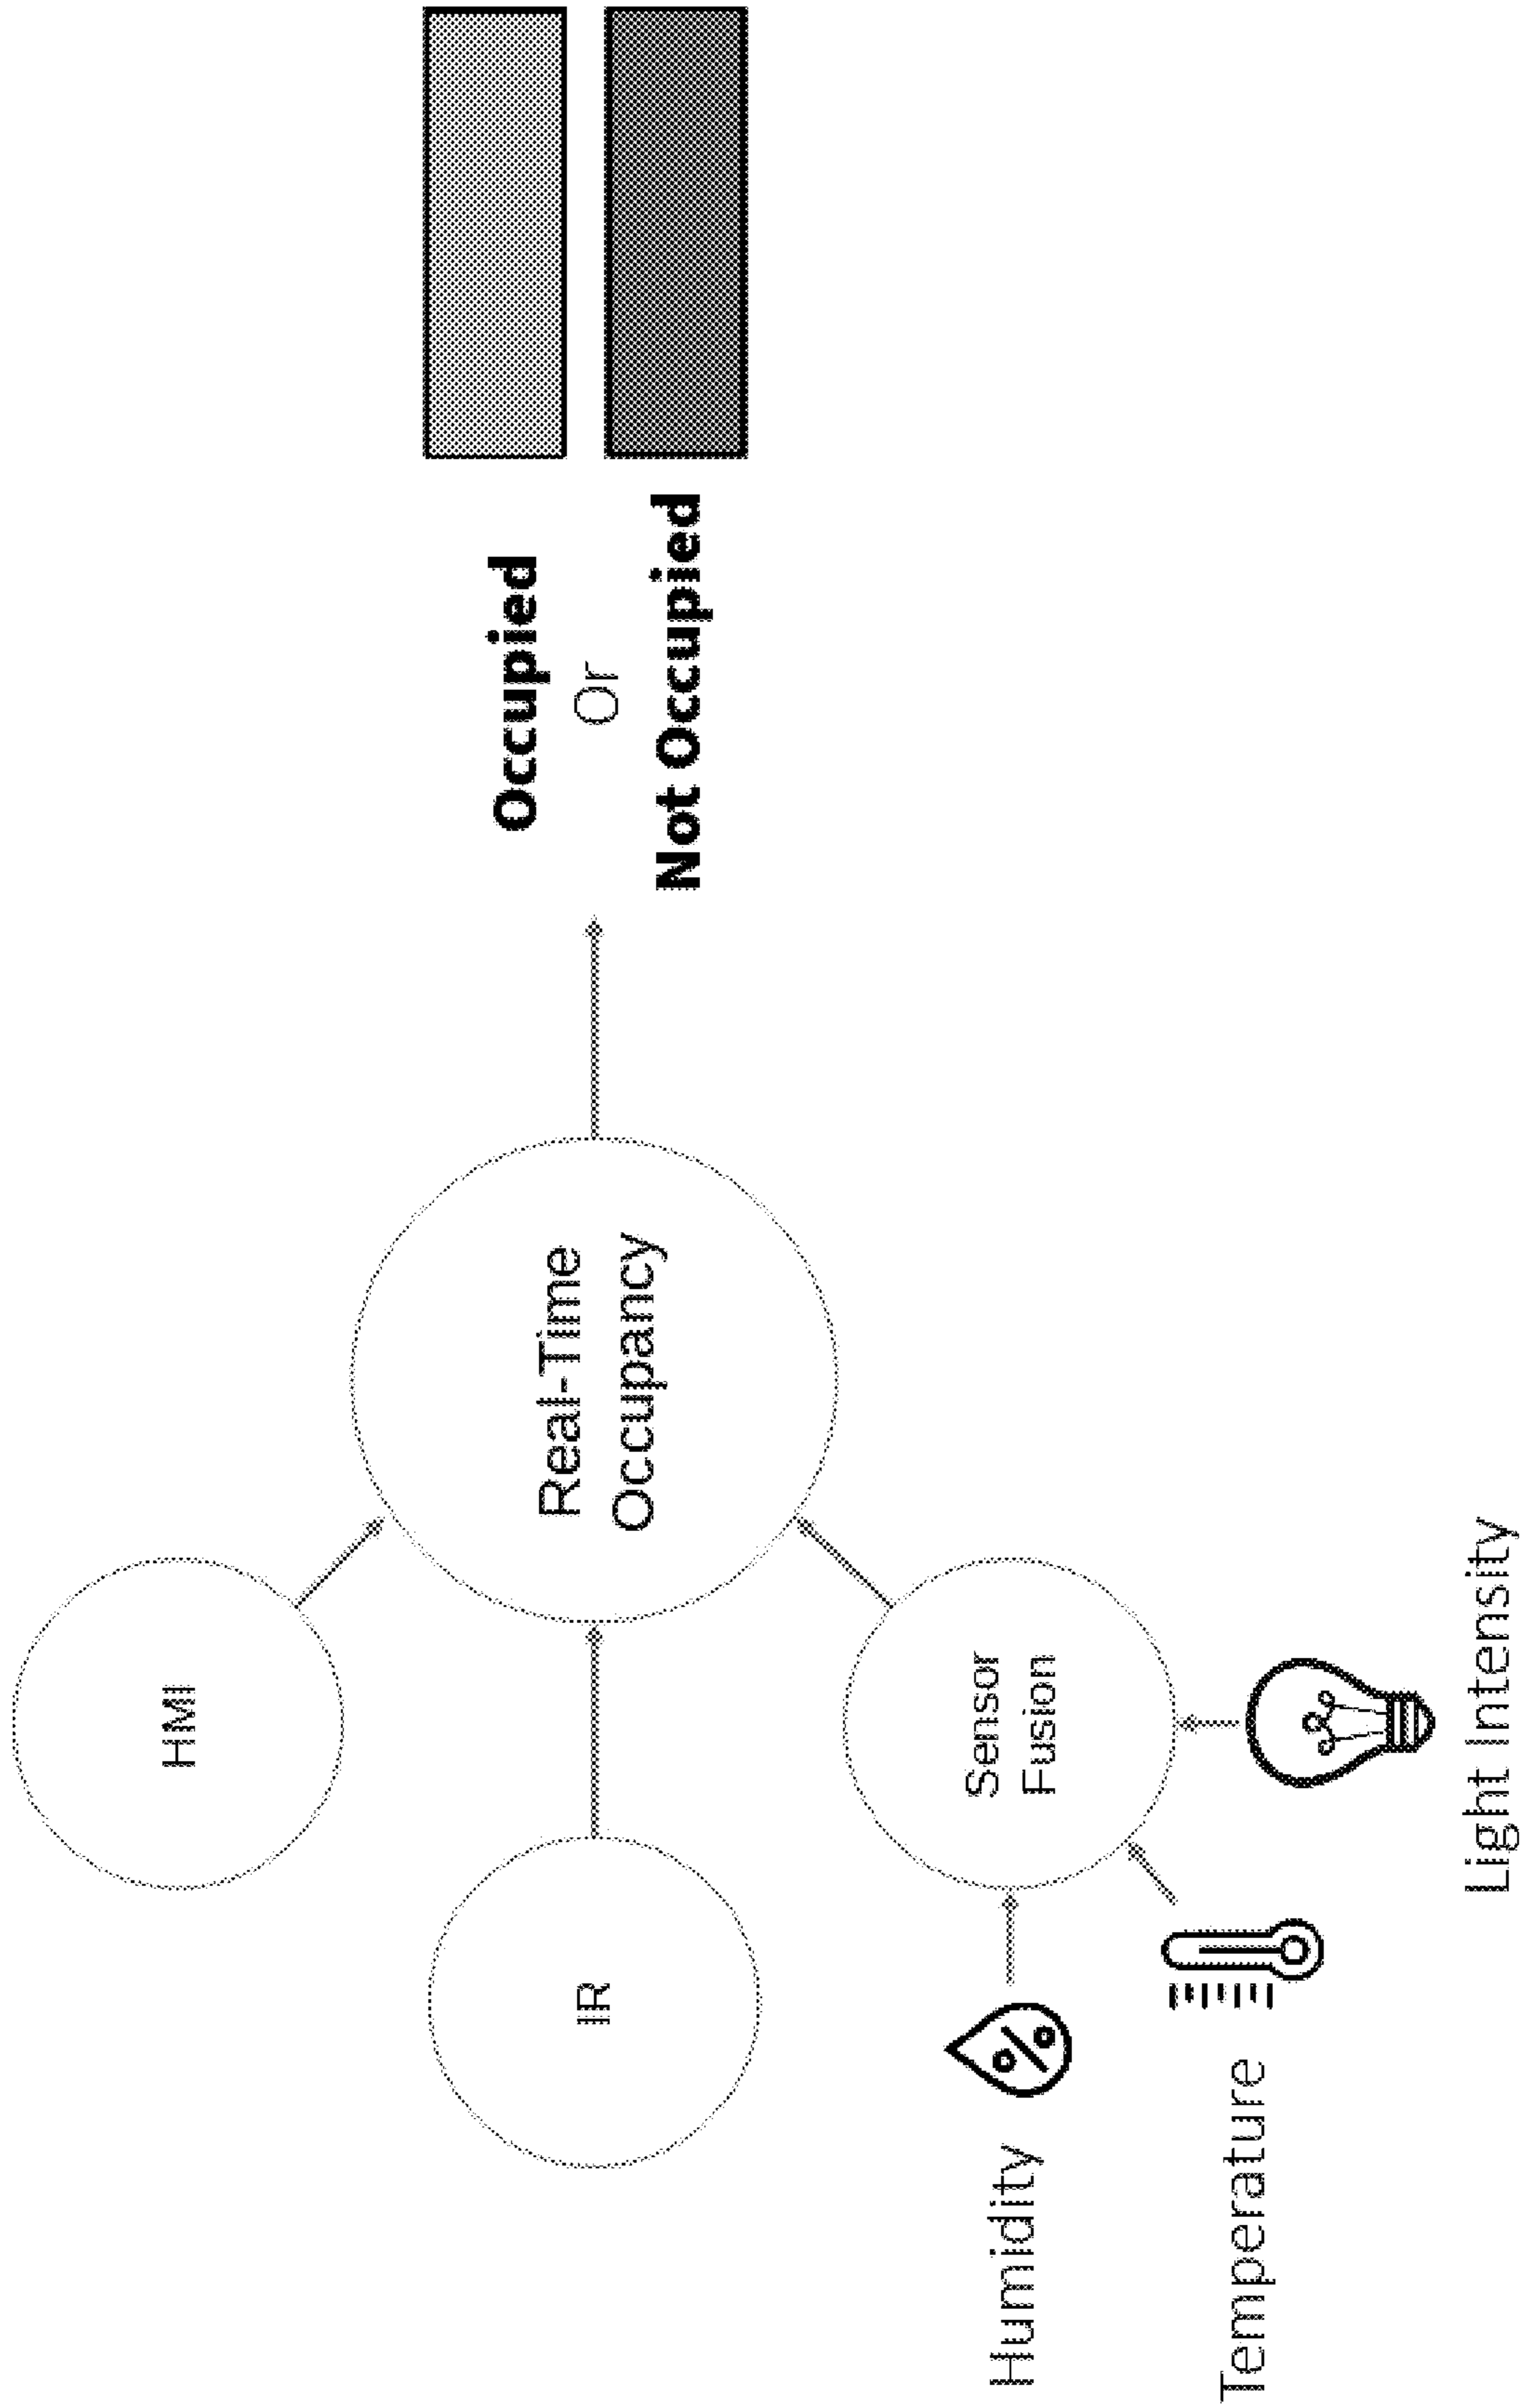 HMI
IR
Real-Time
Occupancy
Occupied
Or
Not Occupied
Sensor
Fusion
Humidity
%
Temperature
Light Intensity